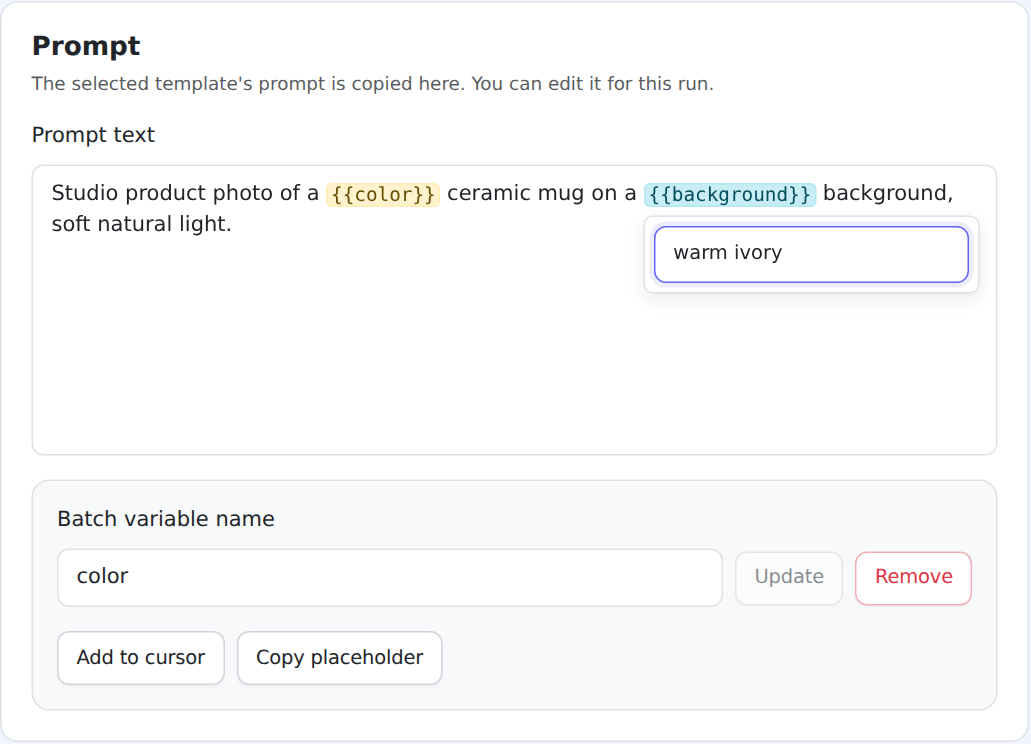 Prompt
The selected template's prompt is copied here. You can edit it for this run.
Prompt text
Studio product photo of a {{color}} ceramic mug on a {{background}} background,
soft natural light.
warm ivory
Batch variable name
color
Update
Remove
Add to cursor
Copy placeholder